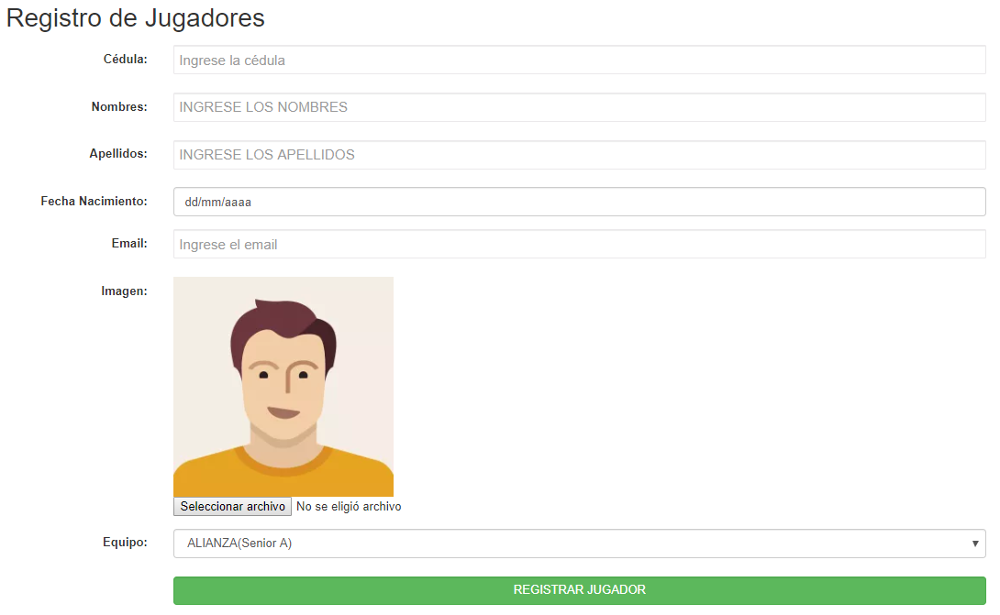 Registro de Jugadores
Cédula: Ingrese la cédula
Nombres: INGRESE LOS NOMBRES
Apellidos: INGRESE LOS APELLIDOS
Fecha Nacimiento: dd/mm/aaaa
Email: Ingrese el email
Imagen:
Seleccionar archivo No se eligió archivo
Equipo: ALIANZA(Senior A)
REGISTRAR JUGADOR